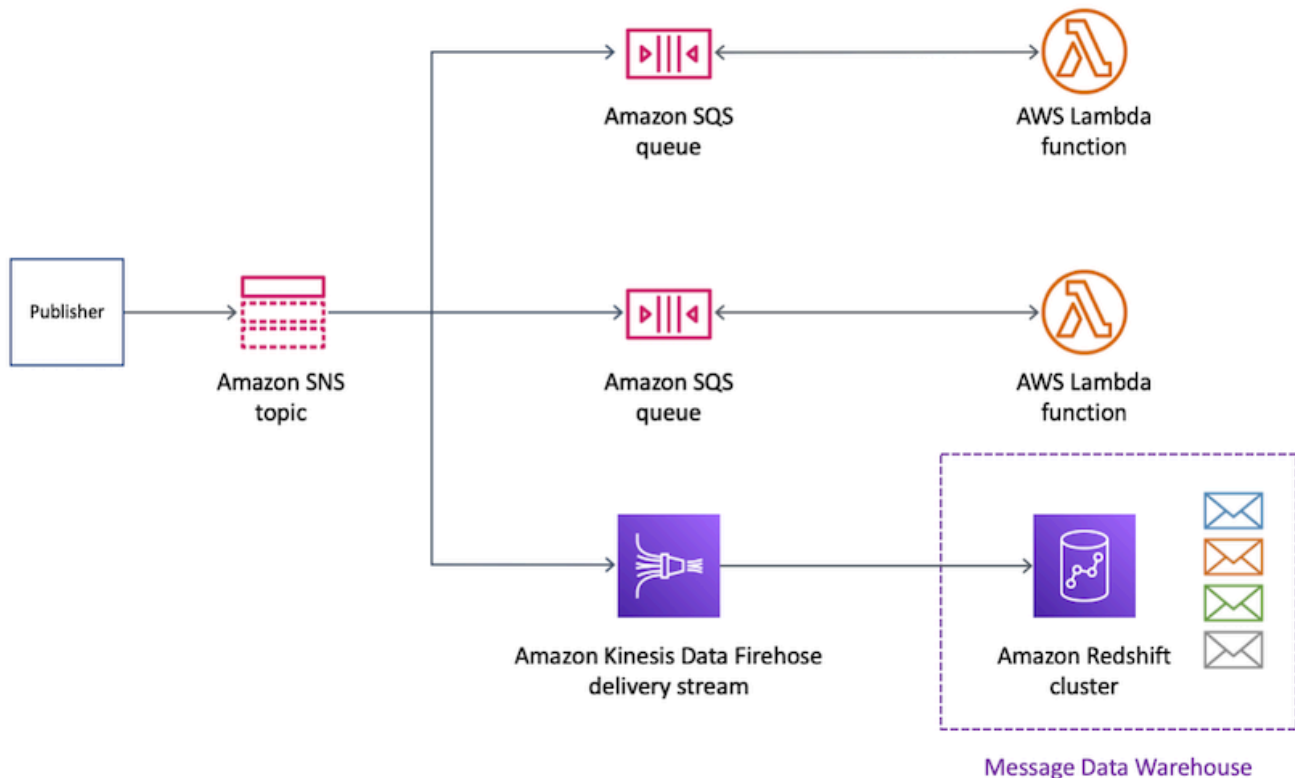 Amazon SQS
queue
AWS Lambda
function
Publisher
Amazon SNS
topic
Amazon SQS
queue
AWS Lambda
function
Amazon Kinesis Data Firehose
delivery stream
Amazon Redshift
cluster
Message Data Warehouse